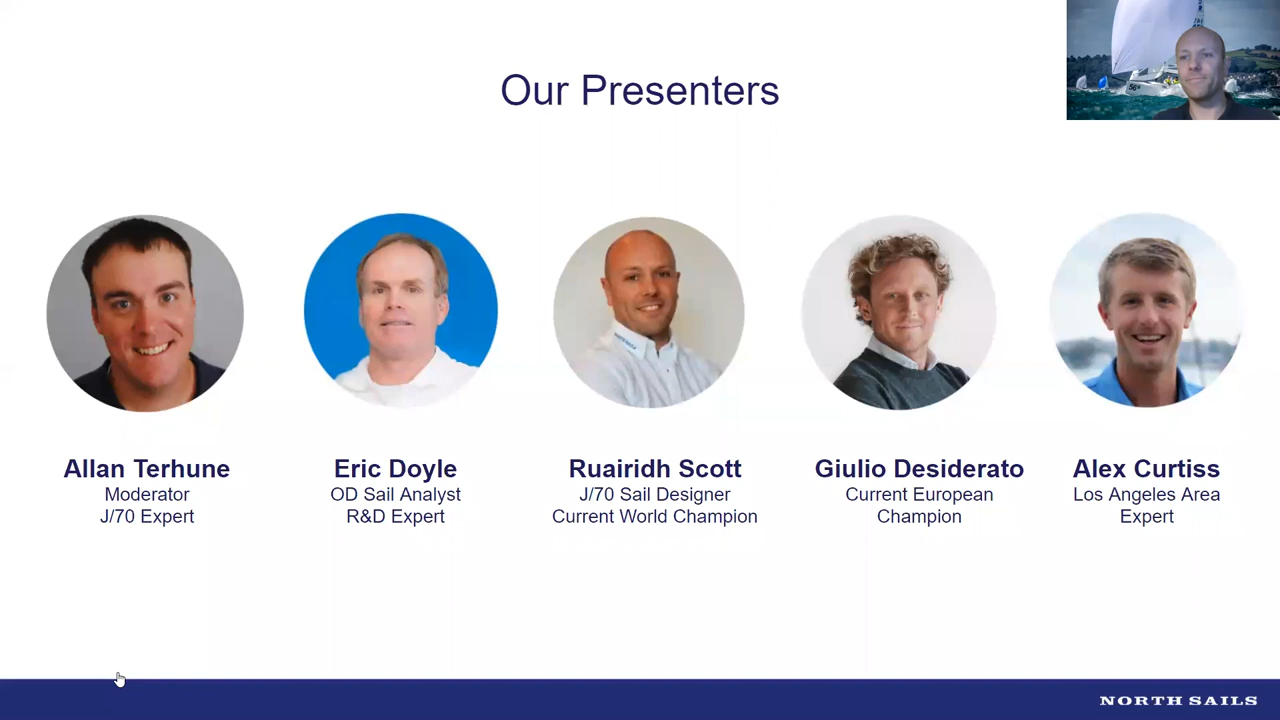 Our Presenters
Allan Terhune
Moderator
J/70 Expert
Eric Doyle
OD Sail Analyst
R&D Expert
Ruairidh Scott
J/70 Sail Designer
Current World Champion
Giulio Desiderato
Current European
Champion
Alex Curtiss
Los Angeles Area
Expert
NORTH SAILS